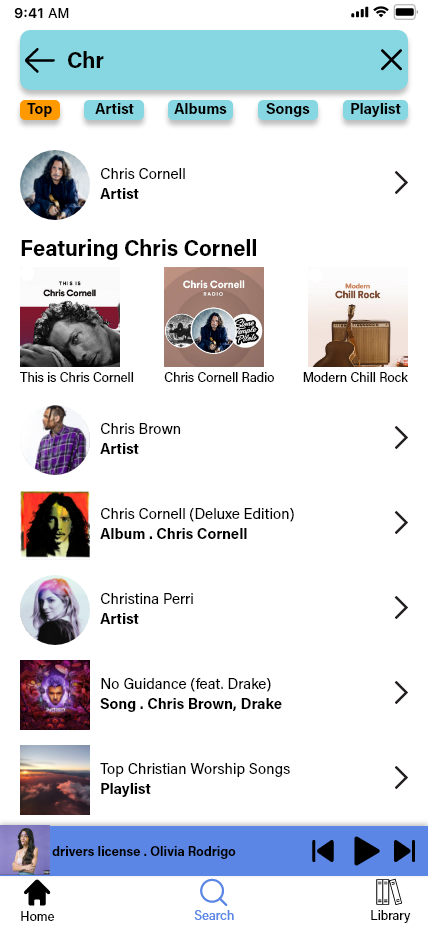 9:41 AM
Chr
Top
Artist
Albums
Songs
Playlist
Chris Cornell
Artist
Featuring Chris Cornell
THIS IS
Chris Cornell
Chris Cornell
RADIO
Stone
Temple
Pilots
Modern
Chill Rock
This is Chris Cornell
Chris Cornell Radio
Modern Chill Rock
Chris Brown
Artist
Chris Cornell (Deluxe Edition)
Album . Chris Cornell
Christina Perri
Artist
No Guidance (feat. Drake)
Song . Chris Brown, Drake
Top Christian Worship Songs
Playlist
drivers license . Olivia Rodrigo
Home
Search
Library